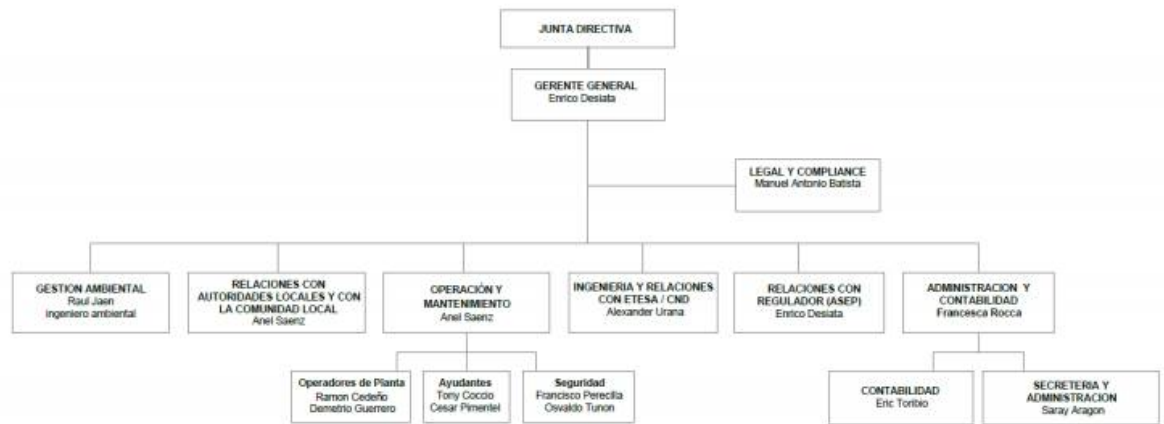 JUNTA DIRECTIVA
GERENTE GENERAL
Enrico Desiata
LEGAL Y COMPLIANCE
Manuel Antonio Batista
GESTION AMBIENTAL
Raul Jaen
ingeniero ambiental
RELACIONES CON
AUTORIDADES LOCALES Y CON
LA COMUNIDAD LOCAL
Anel Saenz
OPERACIÓN Y
MANTENIMIENTO
Anel Saenz
INGENIERIA Y RELACIONES
CON ETESA / CND
Alexander Urana
RELACIONES CON
REGULADOR (ASEP)
Enrico Desiata
ADMINISTRACION Y
CONTABILIDAD
Francesca Rocca
Operadores de Planta
Ramon Cedeño
Demetrio Guerrero
Ayudantes
Tony Coccio
Cesar Pimentel
Seguridad
Francisco Perecilla
Osvaldo Tunon
CONTABILIDAD
Eric Toribio
SECRETERIA Y
ADMINISTRACION
Saray Aragon